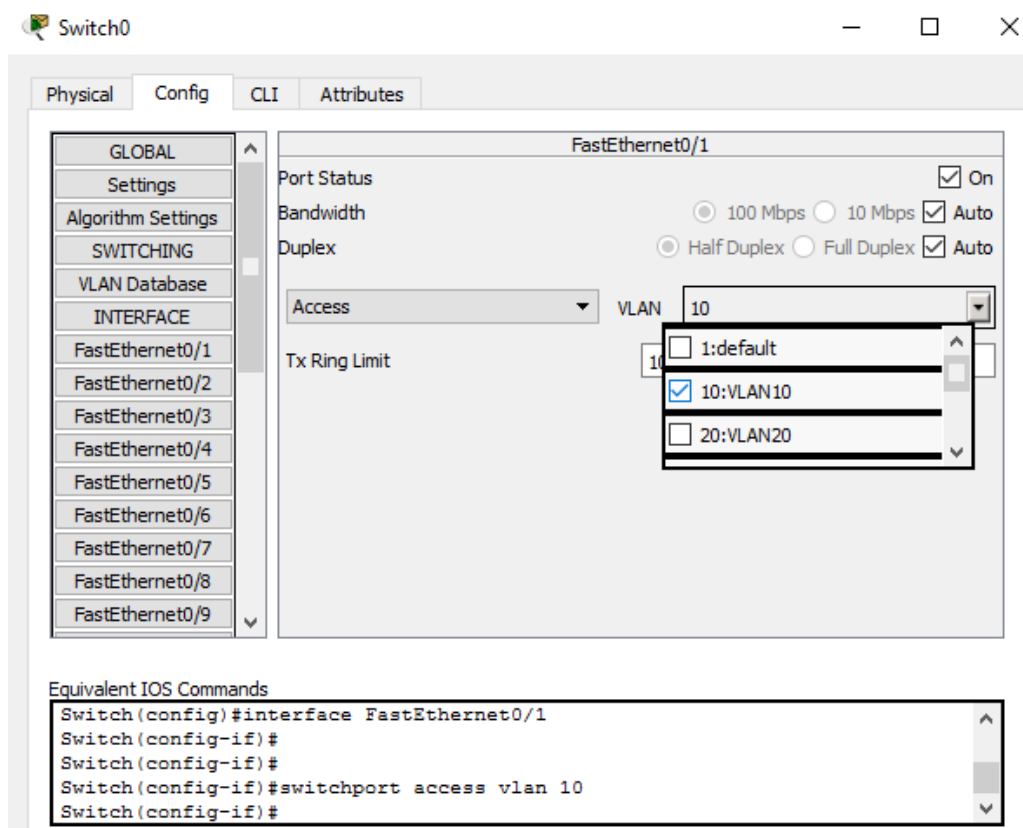 Switch0
Physical Config CLI Attributes
GLOBAL
Settings
Algorithm Settings
SWITCHING
VLAN Database
INTERFACE
FastEthernet0/1
FastEthernet0/2
FastEthernet0/3
FastEthernet0/4
FastEthernet0/5
FastEthernet0/6
FastEthernet0/7
FastEthernet0/8
FastEthernet0/9
FastEthernet0/1
Port Status On
Bandwidth 100 Mbps 10 Mbps Auto
Duplex Half Duplex Full Duplex Auto
Access VLAN 10
Tx Ring Limit 10
1:default
10:VLAN10
20:VLAN20
Equivalent IOS Commands
Switch(config)#interface FastEthernet0/1
Switch(config-if)#
Switch(config-if)#
Switch(config-if)#switchport access vlan 10
Switch(config-if)#